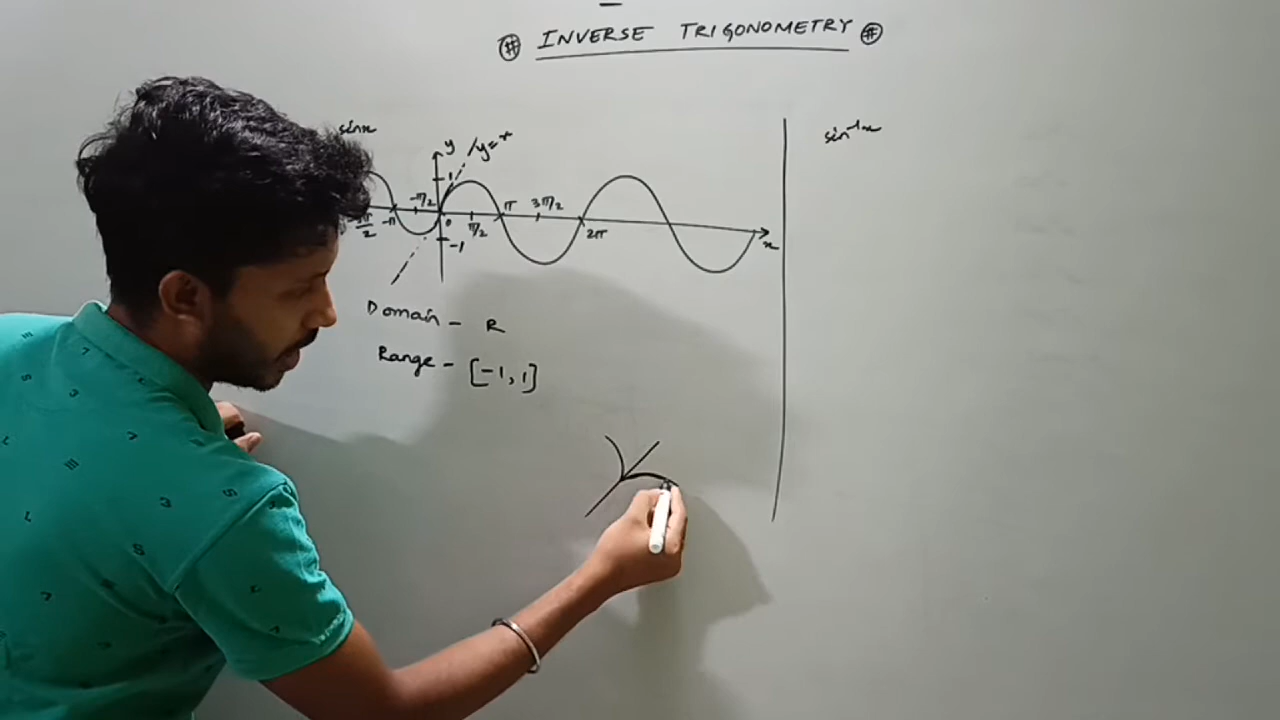 # INVERSE TRIGONOMETRY #
sinx
y
y=x
1
-π/2
-3π/2
-π
0
π/2
π
3π/2
2π
x
-1
Domain - R
Range - [-1, 1]
sin⁻¹x